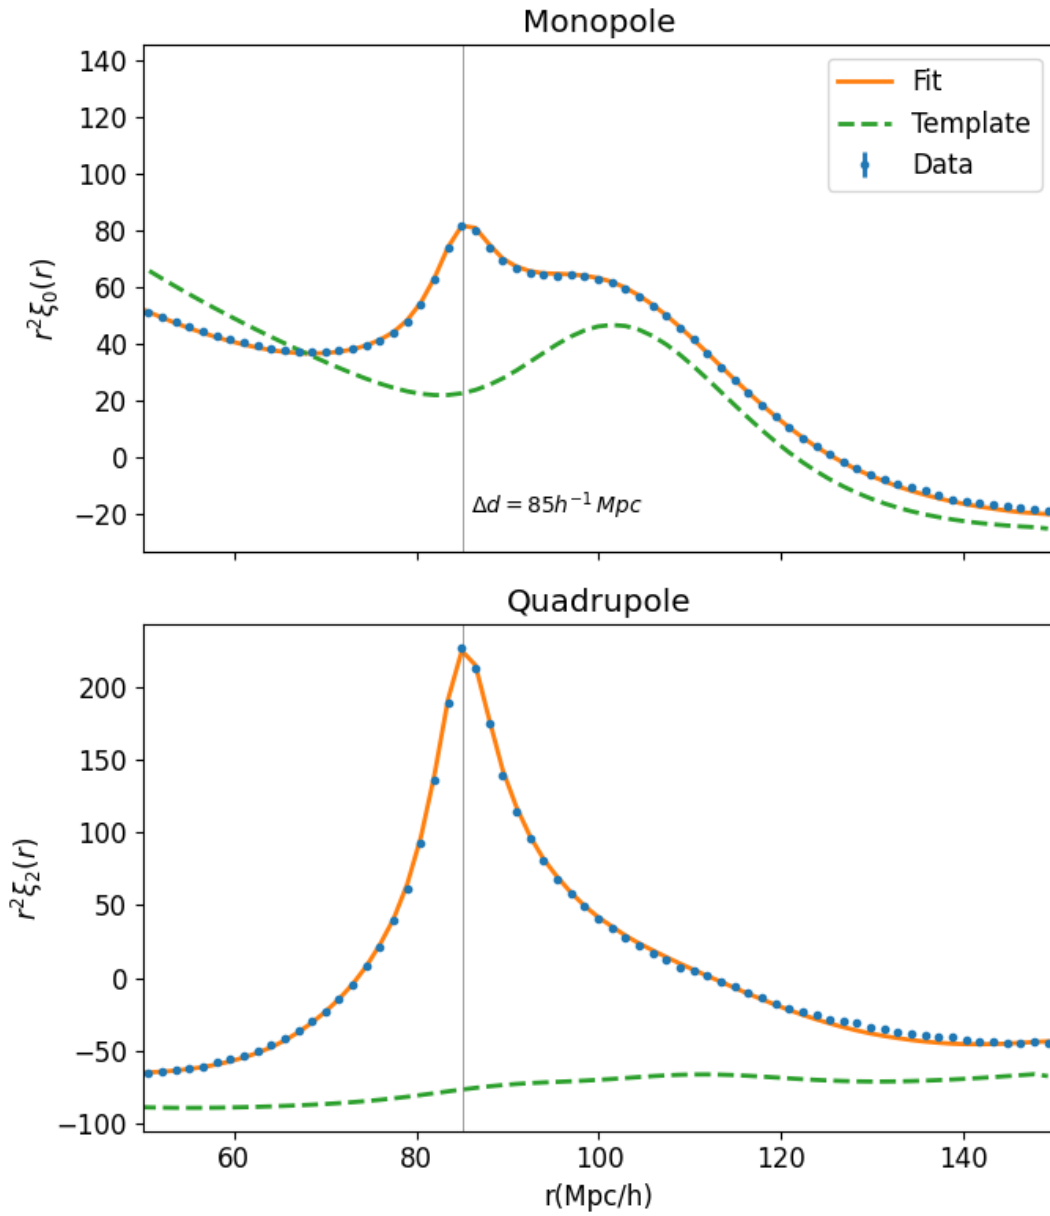 Monopole
140
120
100
80
60
40
20
0
−20
r²ξ₀(r)
Fit
Template
Data
Δd = 85h⁻¹ Mpc
Quadrupole
200
150
100
50
0
−50
−100
r²ξ₂(r)
60 80 100 120 140
r(Mpc/h)